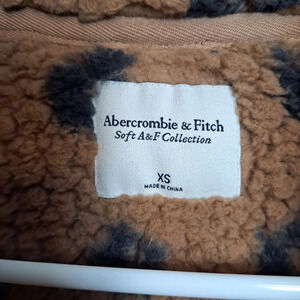 Abercrombie & Fitch
Soft A&F Collection
XS
MADE IN CHINA